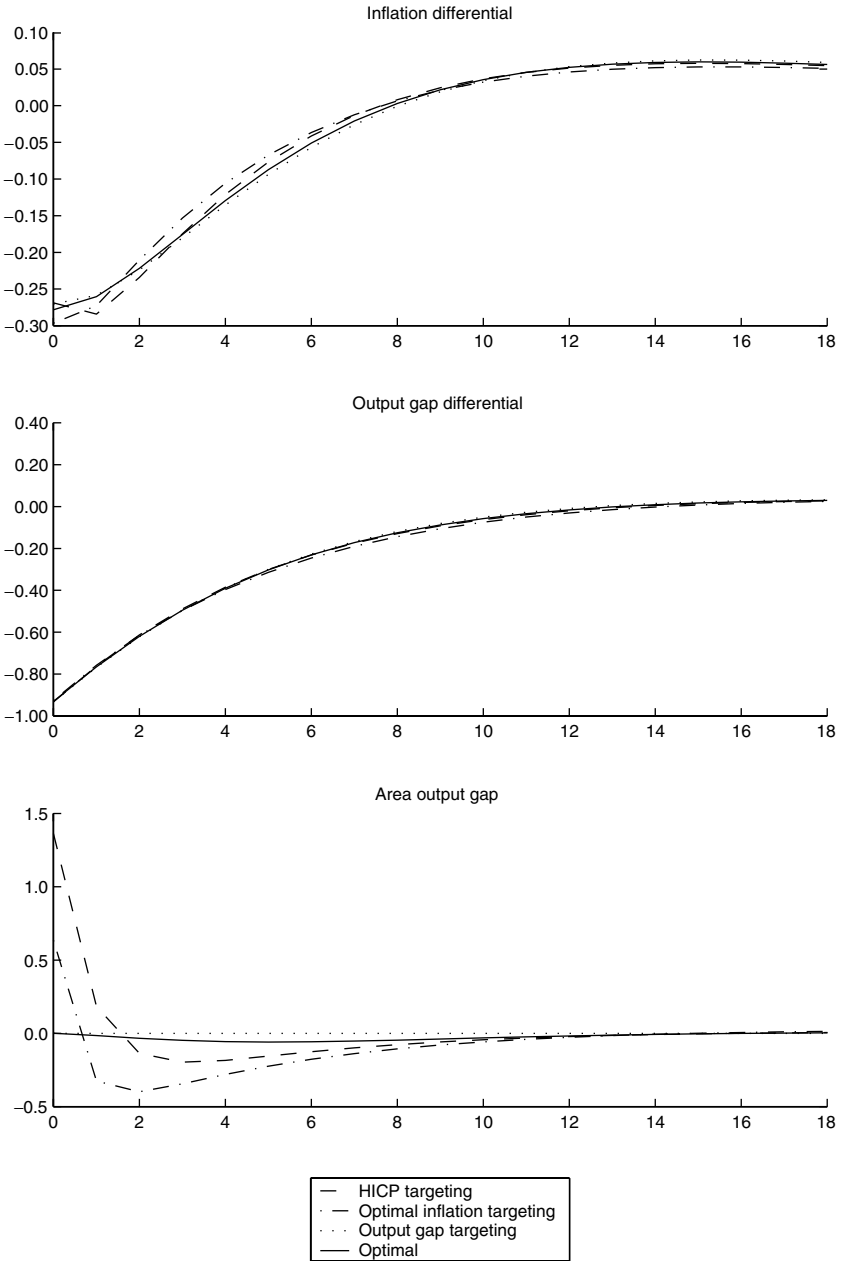 Inflation differential
0.10
0.05
0.00
−0.05
−0.10
−0.15
−0.20
−0.25
−0.30
0 2 4 6 8 10 12 14 16 18
Output gap differential
0.40
0.20
0.00
−0.20
−0.40
−0.60
−0.80
−1.00
0 2 4 6 8 10 12 14 16 18
Area output gap
1.5
1.0
0.5
0.0
−0.5
0 2 4 6 8 10 12 14 16 18
HICP targeting
Optimal inflation targeting
Output gap targeting
Optimal